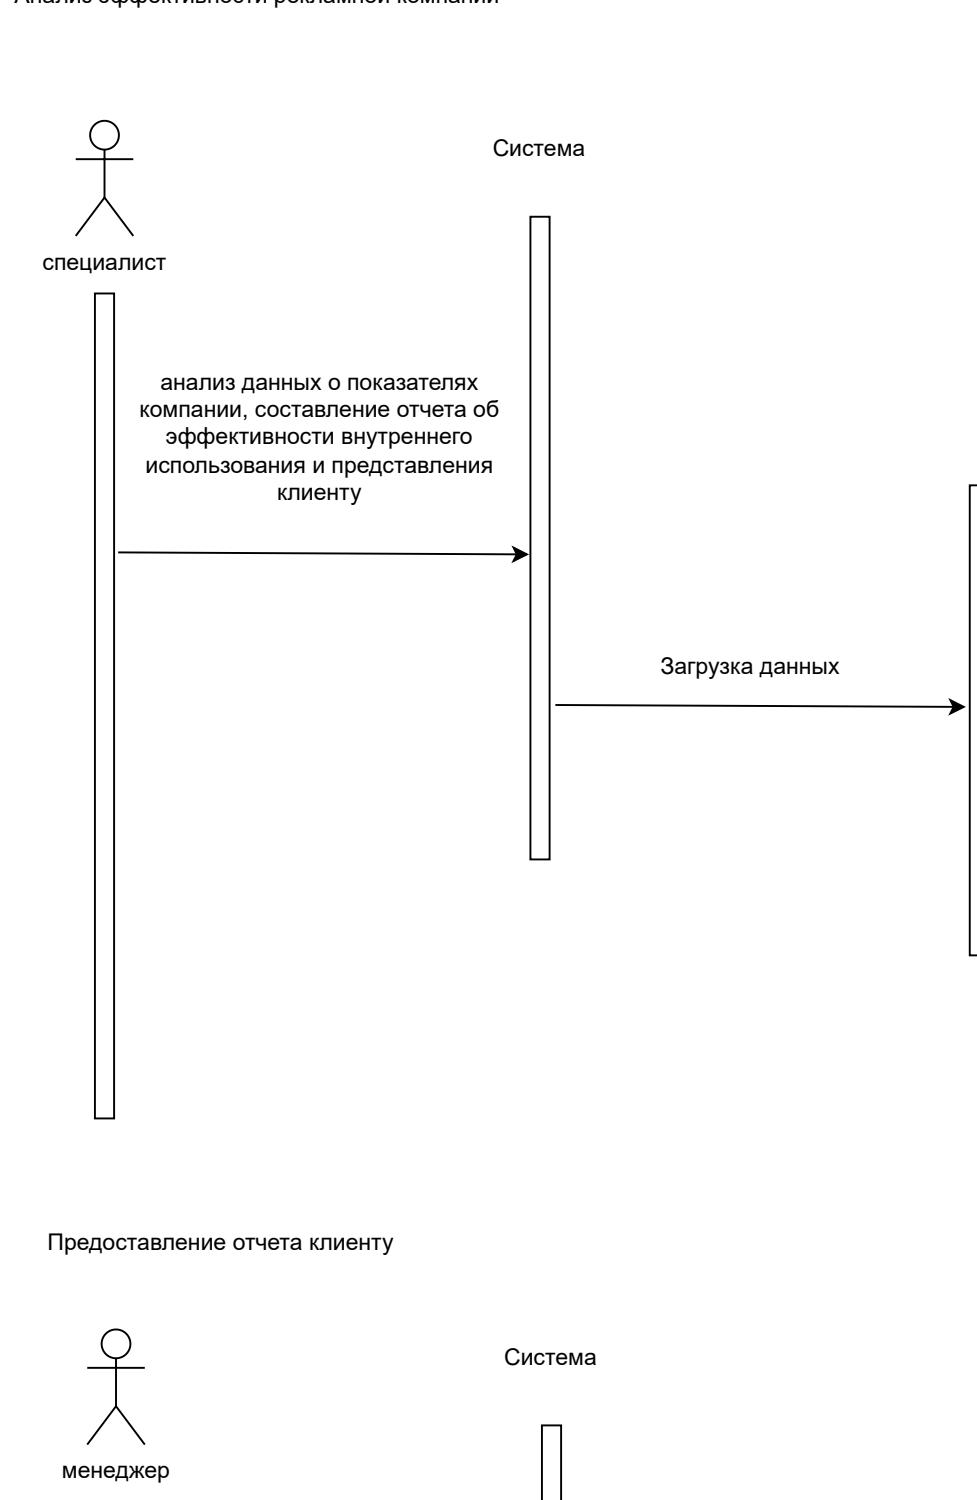 Анализ эффективности рекламной компании
Система
специалист
анализ данных о показателях
компании, составление отчета об
эффективности внутреннего
использования и представления
клиенту
Загрузка данных
Предоставление отчета клиенту
Система
менеджер